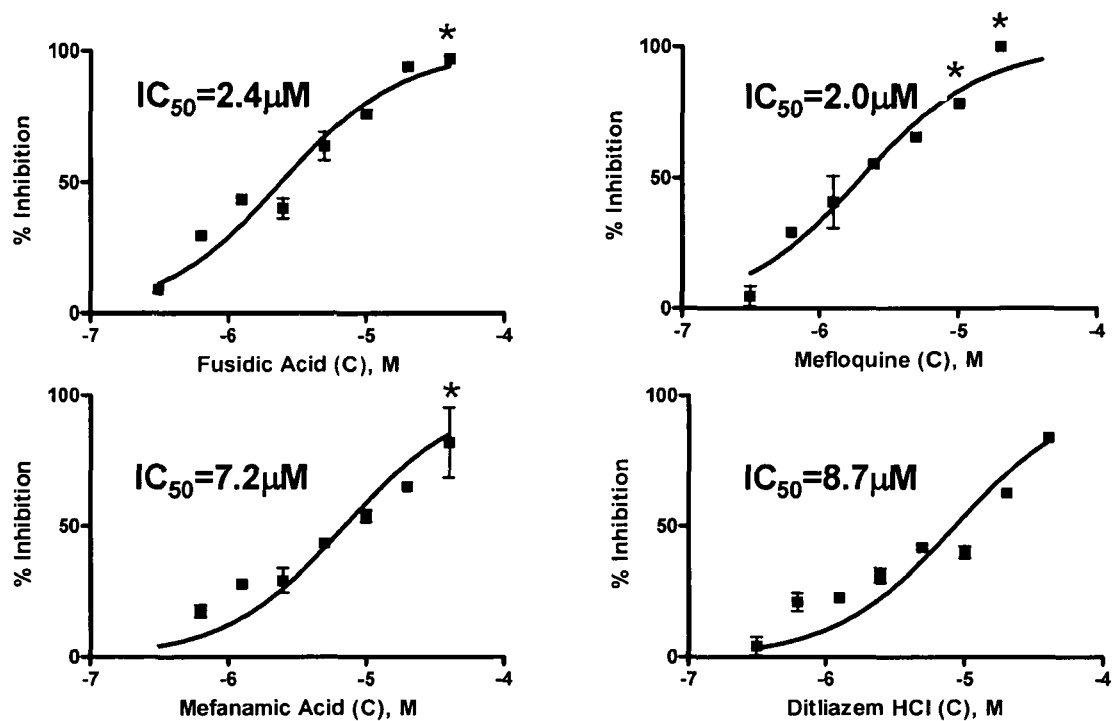 *
100
IC50=2.4μM
50
% Inhibition
0
-7 -6 -5 -4
Fusidic Acid (C), M
*
*
100
IC50=2.0μM
50
% Inhibition
0
-7 -6 -5 -4
Mefloquine (C), M
*
100
IC50=7.2μM
50
% Inhibition
0
-7 -6 -5 -4
Mefanamic Acid (C), M
100
IC50=8.7μM
50
% Inhibition
0
-7 -6 -5 -4
Ditliazem HCl (C), M